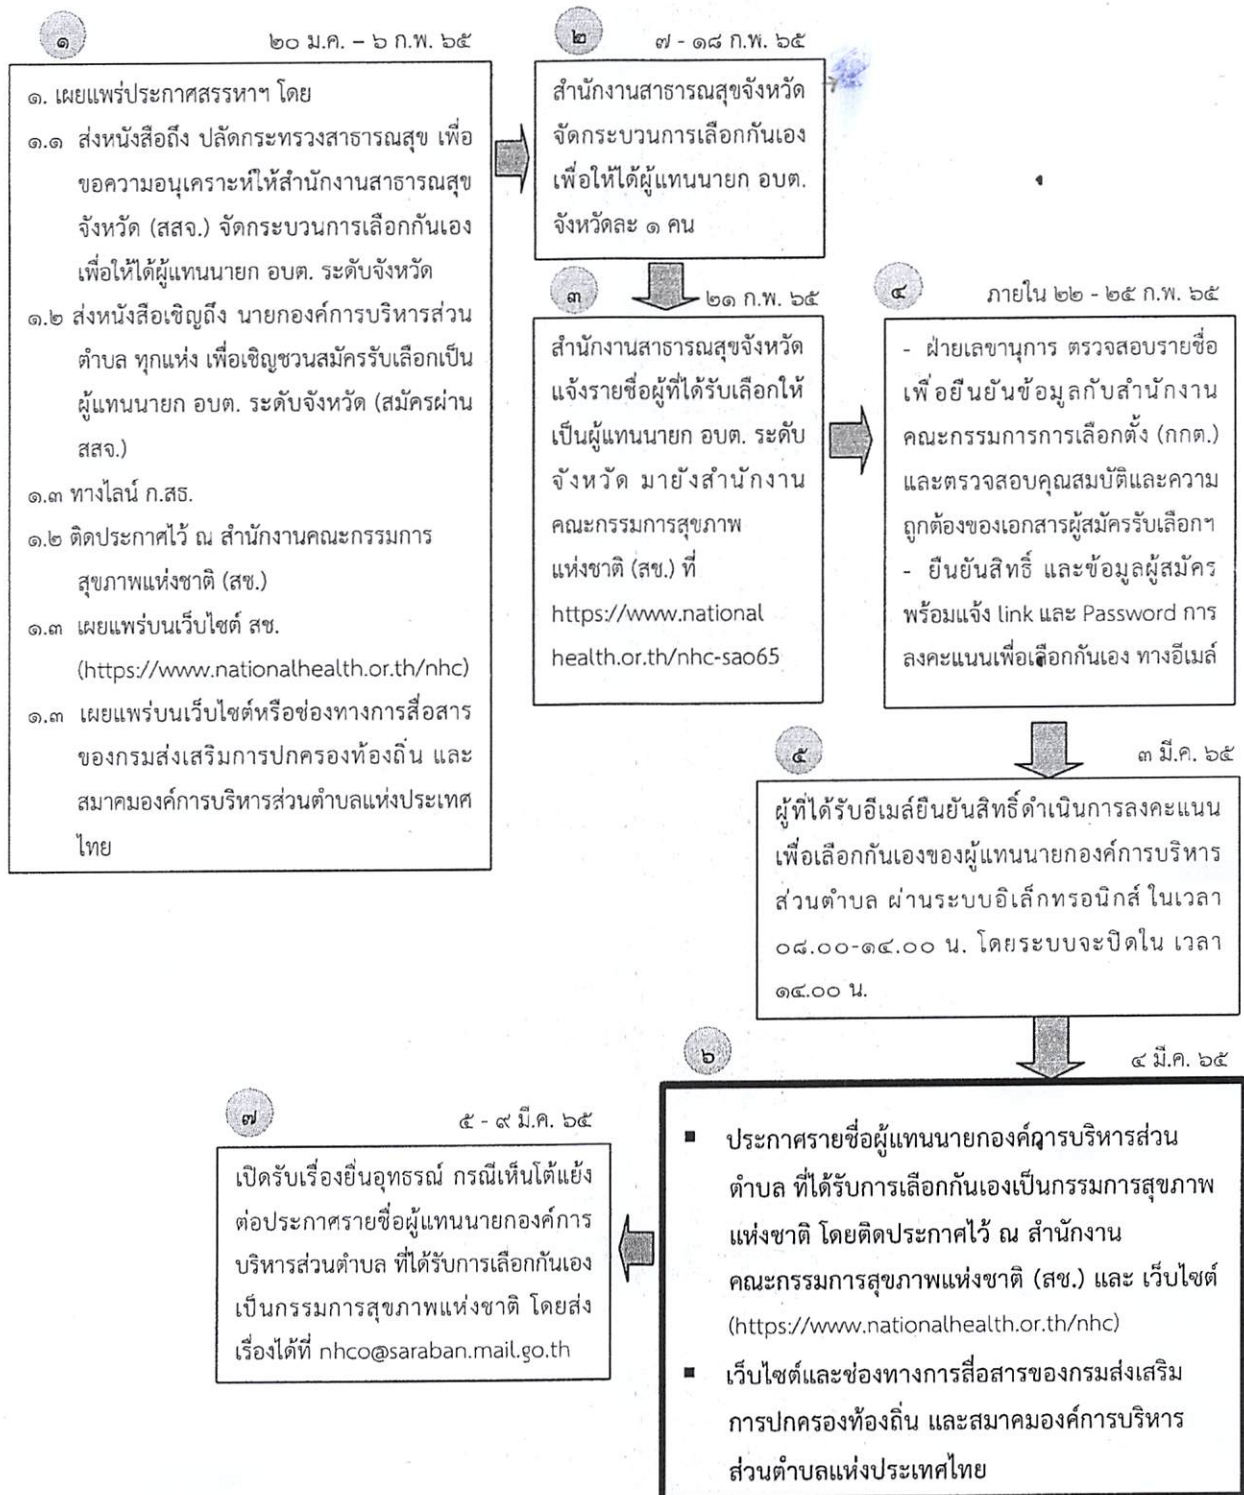 ๑
๒๐ ม.ค. – ๖ ก.พ. ๖๕
๑. เผยแพร่ประกาศสรรหาฯ โดย
๑.๑ ส่งหนังสือถึง ปลัดกระทรวงสาธารณสุข เพื่อ
ขอความอนุเคราะห์ให้สำนักงานสาธารณสุข
จังหวัด (สสจ.) จัดกระบวนการเลือกกันเอง
เพื่อให้ได้ผู้แทนนายก อบต. ระดับจังหวัด
๑.๒ ส่งหนังสือเชิญถึง นายกองค์การบริหารส่วน
ตำบล ทุกแห่ง เพื่อเชิญชวนสมัครรับเลือกเป็น
ผู้แทนนายก อบต. ระดับจังหวัด (สมัครผ่าน
สสจ.)
๑.๓ ทางไลน์ ก.สธ.
๑.๒ ติดประกาศไว้ ณ สำนักงานคณะกรรมการ
สุขภาพแห่งชาติ (สช.)
๑.๓ เผยแพร่บนเว็บไซต์ สช.
(https://www.nationalhealth.or.th/nhc)
๑.๓ เผยแพร่บนเว็บไซต์หรือช่องทางการสื่อสาร
ของกรมส่งเสริมการปกครองท้องถิ่น และ
สมาคมองค์การบริหารส่วนตำบลแห่งประเทศ
ไทย
๒
๗ - ๑๘ ก.พ. ๖๕
สำนักงานสาธารณสุขจังหวัด
จัดกระบวนการเลือกกันเอง
เพื่อให้ได้ผู้แทนนายก อบต.
จังหวัดละ ๑ คน
๓
๒๑ ก.พ. ๖๕
สำนักงานสาธารณสุขจังหวัด
แจ้งรายชื่อผู้ที่ได้รับเลือกให้
เป็นผู้แทนนายก อบต. ระดับ
จังหวัด มายังสำนักงาน
คณะกรรมการสุขภาพ
แห่งชาติ (สช.) ที่
https://www.national
health.or.th/nhc-sao65
๔
ภายใน ๒๒ - ๒๕ ก.พ. ๖๕
- ฝ่ายเลขานุการ ตรวจสอบรายชื่อ
เพื่อยืนยันข้อมูลกับสำนักงาน
คณะกรรมการการเลือกตั้ง (กกต.)
และตรวจสอบคุณสมบัติและความ
ถูกต้องของเอกสารผู้สมัครรับเลือกฯ
- ยืนยันสิทธิ์ และข้อมูลผู้สมัคร
พร้อมแจ้ง link และ Password การ
ลงคะแนนเพื่อเลือกกันเอง ทางอีเมล์
๕
๓ มี.ค. ๖๕
ผู้ที่ได้รับอีเมล์ยืนยันสิทธิ์ดำเนินการลงคะแนน
เพื่อเลือกกันเองของผู้แทนนายกองค์การบริหาร
ส่วนตำบล ผ่านระบบอิเล็กทรอนิกส์ ในเวลา
๐๘.๐๐-๑๔.๐๐ น. โดยระบบจะปิดใน เวลา
๑๔.๐๐ น.
๖
๔ มี.ค. ๖๕
▪ ประกาศรายชื่อผู้แทนนายกองค์การบริหารส่วน
ตำบล ที่ได้รับการเลือกกันเองเป็นกรรมการสุขภาพ
แห่งชาติ โดยติดประกาศไว้ ณ สำนักงาน
คณะกรรมการสุขภาพแห่งชาติ (สช.) และ เว็บไซต์
(https://www.nationalhealth.or.th/nhc)
▪ เว็บไซต์และช่องทางการสื่อสารของกรมส่งเสริม
การปกครองท้องถิ่น และสมาคมองค์การบริหาร
ส่วนตำบลแห่งประเทศไทย
๗
๕ - ๙ มี.ค. ๖๕
เปิดรับเรื่องยื่นอุทธรณ์ กรณีเห็นโต้แย้ง
ต่อประกาศรายชื่อผู้แทนนายกองค์การ
บริหารส่วนตำบล ที่ได้รับการเลือกกันเอง
เป็นกรรมการสุขภาพแห่งชาติ โดยส่ง
เรื่องได้ที่ nhco@saraban.mail.go.th